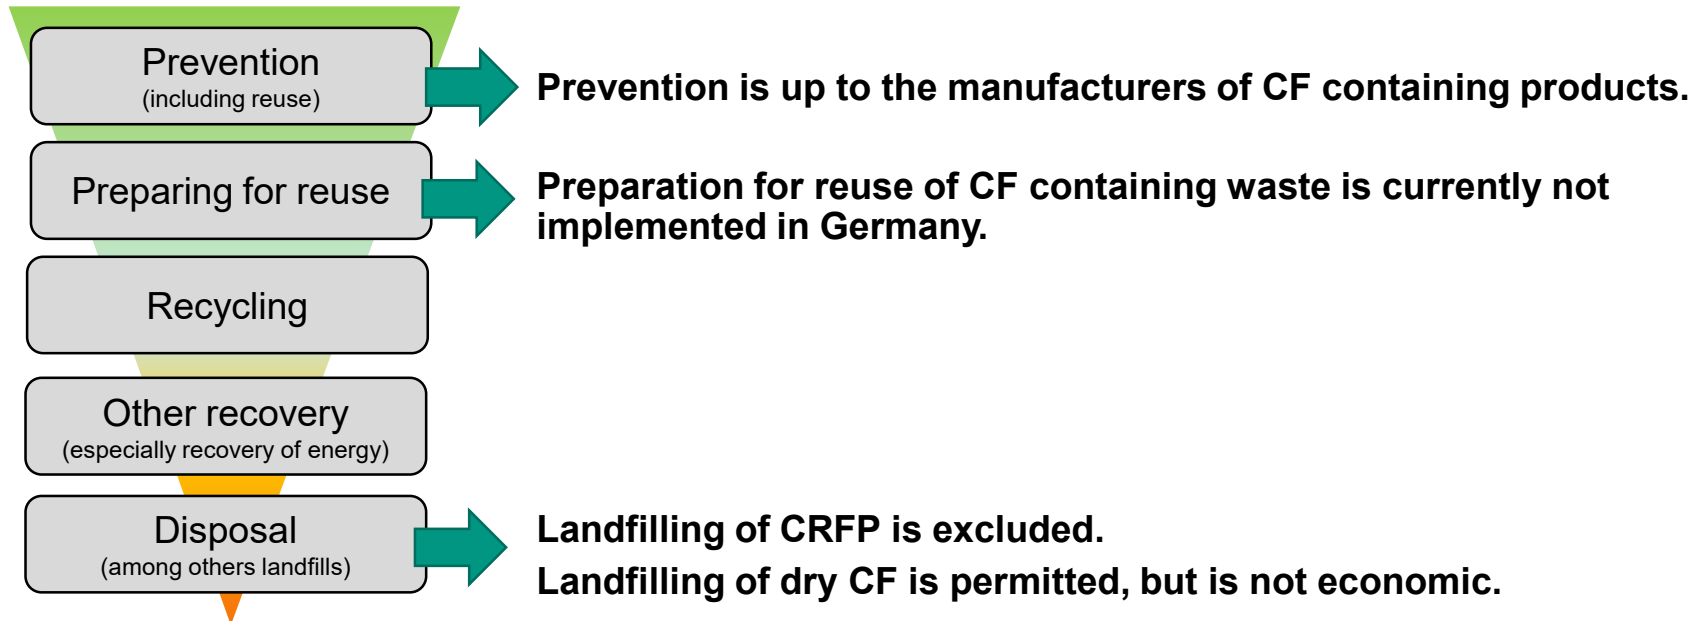 Prevention
(including reuse)
Prevention is up to the manufacturers of CF containing products.
Preparing for reuse
Preparation for reuse of CF containing waste is currently not
implemented in Germany.
Recycling
Other recovery
(especially recovery of energy)
Disposal
(among others landfills)
Landfilling of CRFP is excluded.
Landfilling of dry CF is permitted, but is not economic.